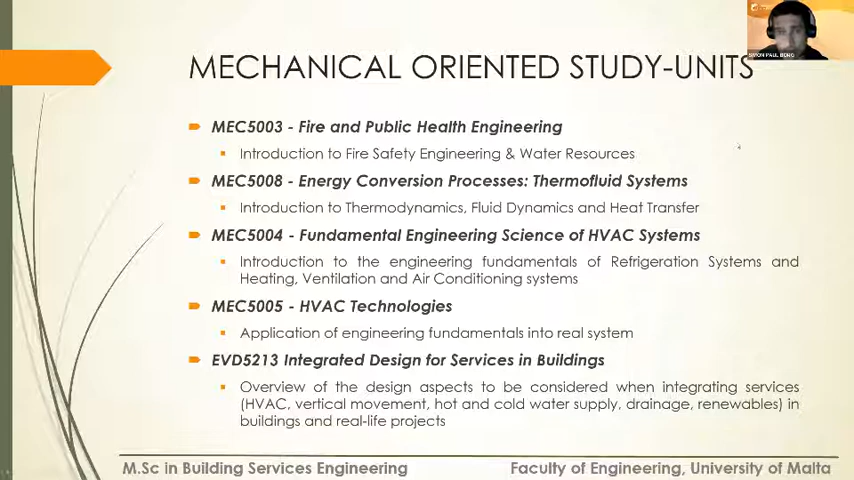 SIMON PAUL BORG
MECHANICAL ORIENTED STUDY-UNITS
MEC5003 - Fire and Public Health Engineering
Introduction to Fire Safety Engineering & Water Resources
MEC5008 - Energy Conversion Processes: Thermofluid Systems
Introduction to Thermodynamics, Fluid Dynamics and Heat Transfer
MEC5004 - Fundamental Engineering Science of HVAC Systems
Introduction to the engineering fundamentals of Refrigeration Systems and
Heating, Ventilation and Air Conditioning systems
MEC5005 - HVAC Technologies
Application of engineering fundamentals into real system
EVD5213 Integrated Design for Services in Buildings
Overview of the design aspects to be considered when integrating services
(HVAC, vertical movement, hot and cold water supply, drainage, renewables) in
buildings and real-life projects
M.Sc in Building Services Engineering
Faculty of Engineering, University of Malta